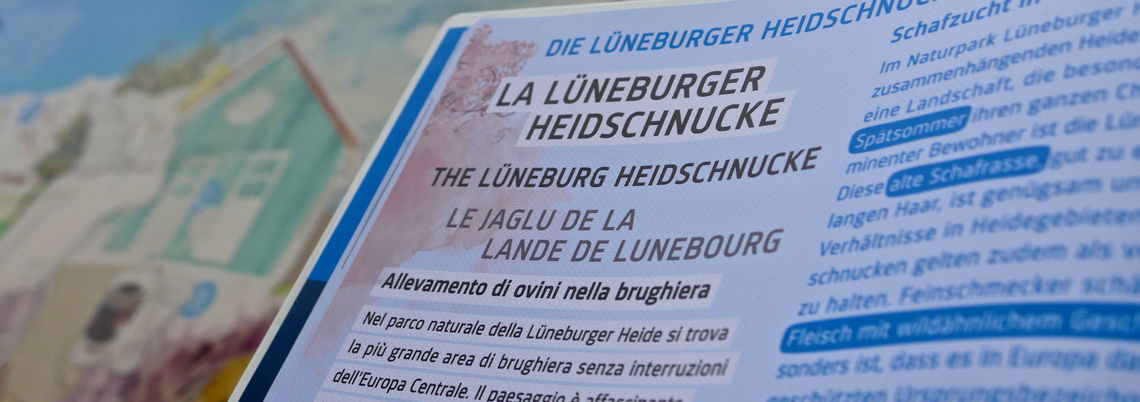 DIE LÜNEBURGER HEIDSCHNUC
LA LÜNEBURGER
HEIDSCHNUCKE
THE LÜNEBURG HEIDSCHNUCKE
LE JAGLU DE LA
LANDE DE LUNEBOURG
Allevamento di ovini nella brughiera
Nel parco naturale della Lüneburger Heide si trova
la più grande area di brughiera senza interruzioni
dell'Europa Centrale. Il paesaggio è affascinante
Schafzucht in
Im Naturpark Lüneburger H
zusammenhängenden Heide
eine Landschaft, die besond
Spätsommer ihren ganzen Ch
minenter Bewohner ist die Lün
Diese alte Schafrasse, gut zu e
langen Haar, ist genügsam un
Verhältnisse in Heidegebieten
schnucken gelten zudem als w
zu halten. Feinschmecker schä
Fleisch mit wildähnlichem Gesch
sonders ist, dass es in Europa die
geschützten Ursprungsbezeichn